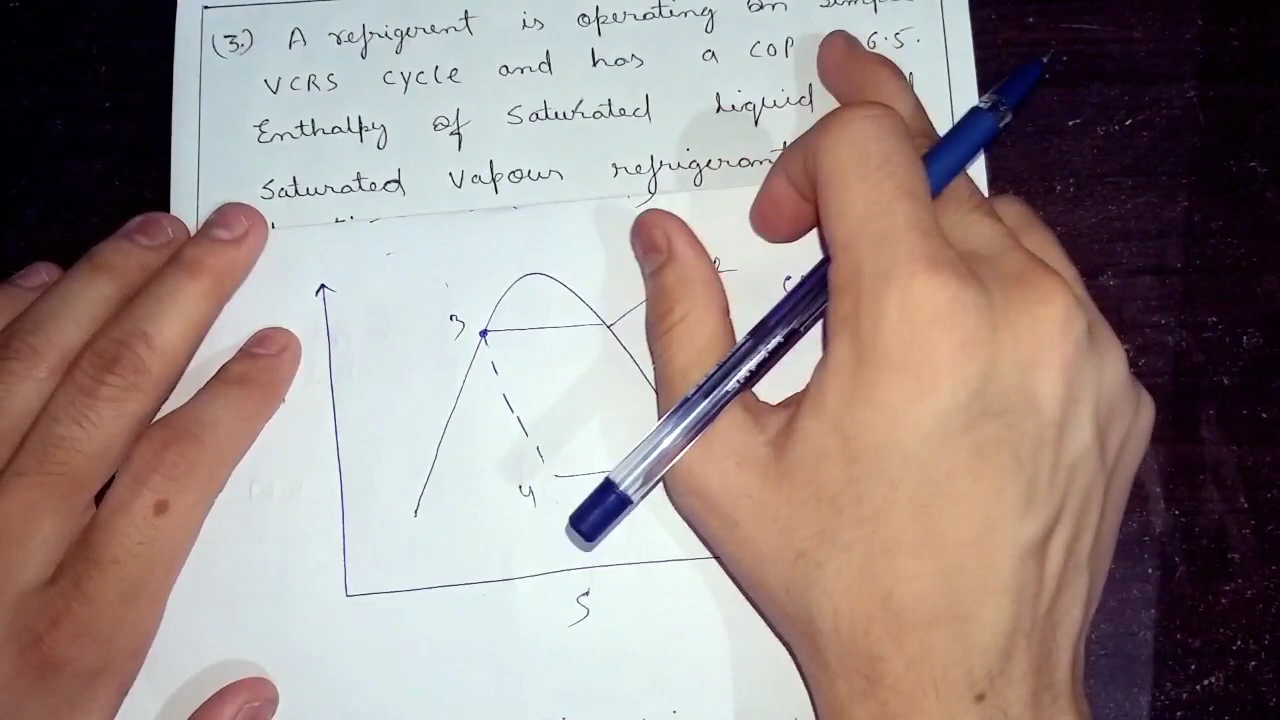 (3.) A refrigerent is operating on
VCRS cycle and has a COP 6.5.
Enthalpy of saturated liquid
saturated vapour refrigerant
3
2
4
S